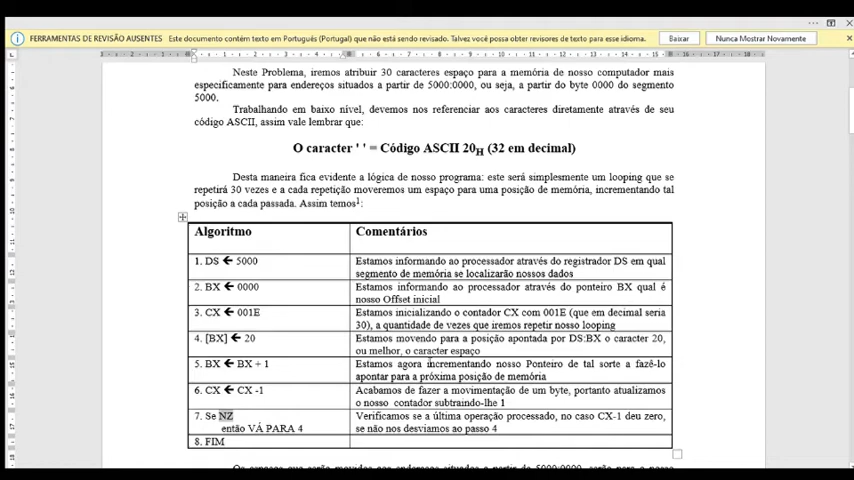 FERRAMENTAS DE REVISÃO AUSENTES Este documento contém texto em Português (Portugal) que não está sendo revisado. Talvez você possa obter revisores de texto para esse idioma. Baixar Nunca Mostrar Novamente
Neste Problema, iremos atribuir 30 caracteres espaço para a memória de nosso computador mais
especificamente para endereços situados a partir de 5000:0000, ou seja, a partir do byte 0000 do segmento
5000.
Trabalhando em baixo nível, devemos nos referenciar aos caracteres diretamente através de seu
código ASCII, assim vale lembrar que:
O caracter ' ' = Código ASCII 20H (32 em decimal)
Desta maneira fica evidente a lógica de nosso programa: este será simplesmente um looping que se
repetirá 30 vezes e a cada repetição moveremos um espaço para uma posição de memória, incrementando tal
posição a cada passada. Assim temos1:
Algoritmo Comentários
1. DS 🡸 5000 Estamos informando ao processador através do registrador DS em qual
segmento de memória se localizarão nossos dados
2. BX 🡸 0000 Estamos informando ao processador através do ponteiro BX qual é
nosso Offset inicial
3. CX 🡸 001E Estamos inicializando o contador CX com 001E (que em decimal seria
30), a quantidade de vezes que iremos repetir nosso looping
4. [BX] 🡸 20 Estamos movendo para a posição apontada por DS:BX o caracter 20,
ou melhor, o caracter espaço
5. BX 🡸 BX + 1 Estamos agora incrementando nosso Ponteiro de tal sorte a fazê-lo
apontar para a próxima posição de memória
6. CX 🡸 CX -1 Acabamos de fazer a movimentação de um byte, portanto atualizamos
o nosso contador subtraindo-lhe 1
7. Se NZ Verificamos se a última operação processado, no caso CX-1 deu zero,
então VÁ PARA 4 se não nos desviamos ao passo 4
8. FIM